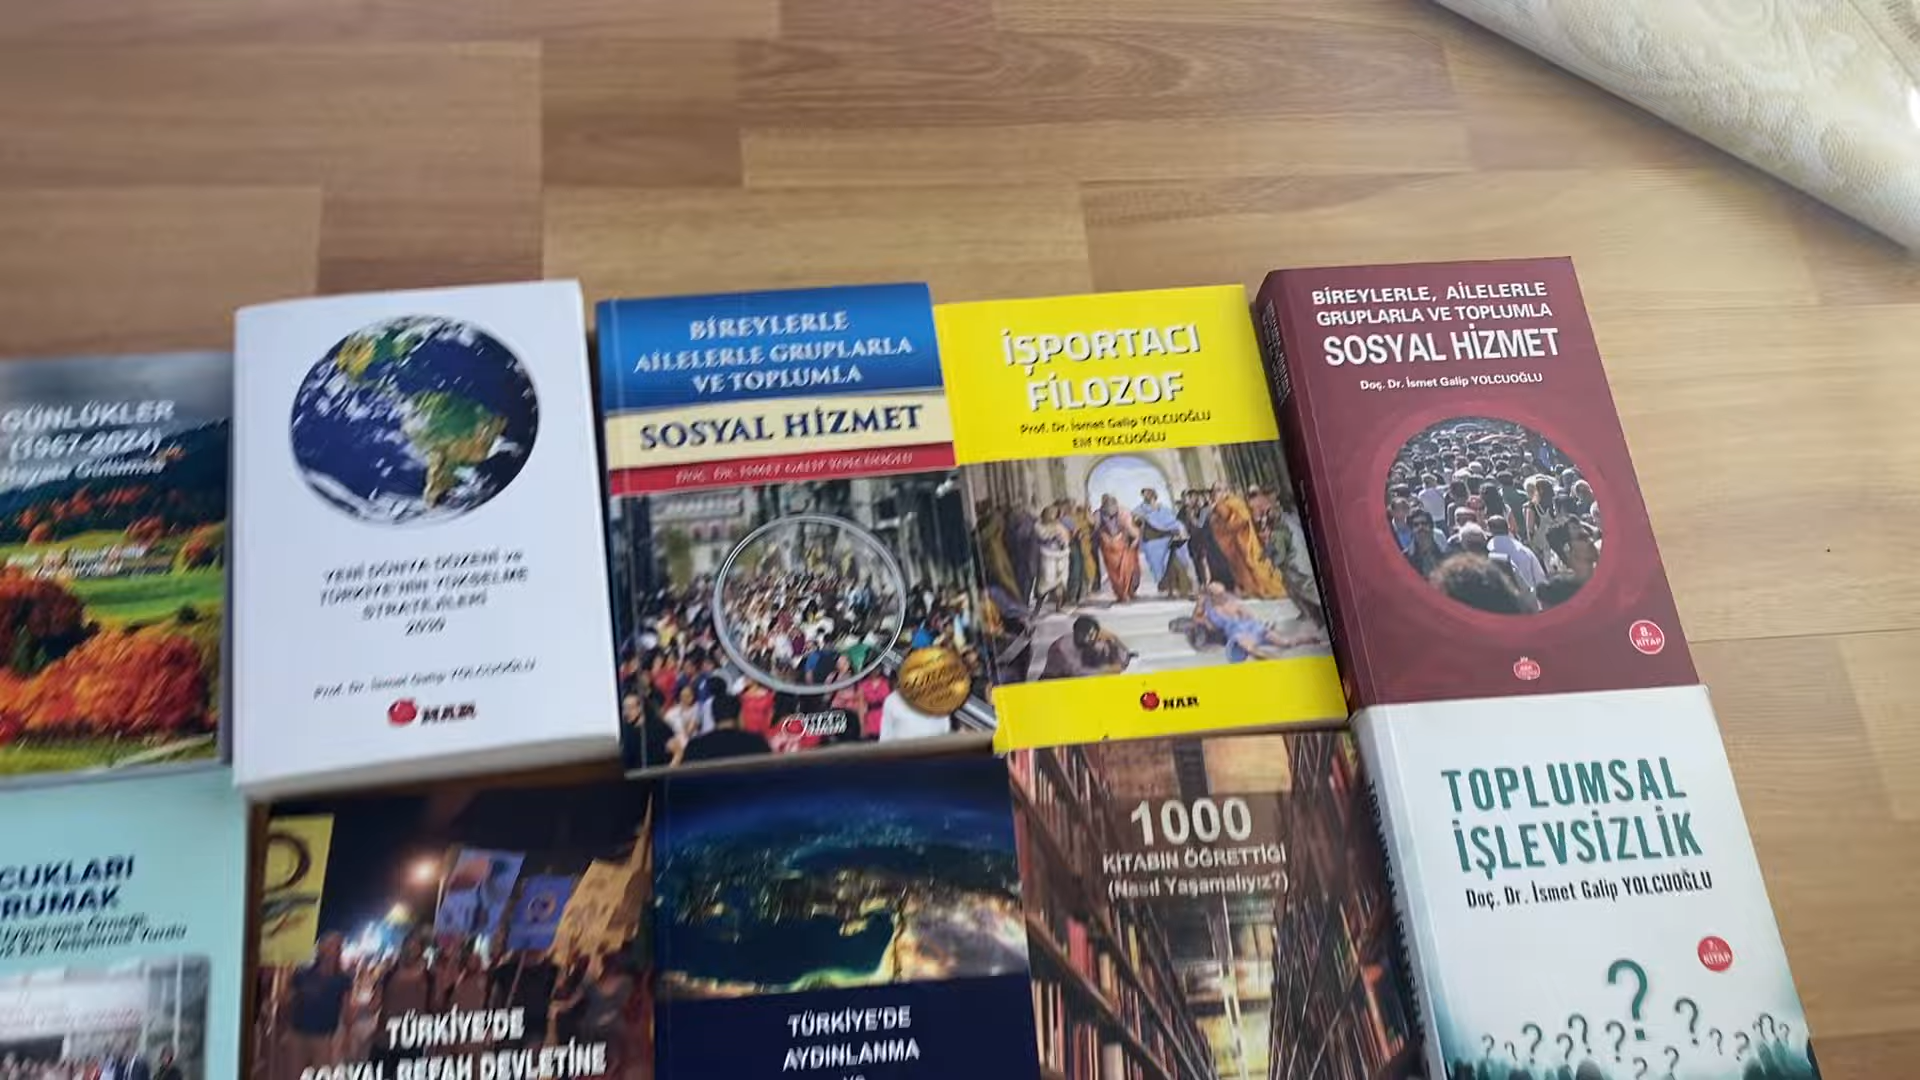 GÜNLÜKLER
(1967-2024)
Hayata Gülümse
YENİ DÜNYA DÜZENİ ve
TÜRKİYE'NİN YÜKSELME
STRATEJİLERİ
Prof. Dr. İsmet Galip YOLCUOĞLU
NAR
BİREYLERLE
AİLELERLE GRUPLARLA
VE TOPLUMLA
SOSYAL HİZMET
DOÇ. DR. İSMET GALİP YOLCUOĞLU
İŞPORTACI
FİLOZOF
Prof. Dr. İsmet Galip YOLCUOĞLU
Elif YOLCUOĞLU
NAR
BİREYLERLE, AİLELERLE
GRUPLARLA VE TOPLUMLA
SOSYAL HİZMET
Doç. Dr. İsmet Galip YOLCUOĞLU
8.
KİTAP
CUKLARI
RUMAK
TÜRKİYE'DE
SOSYAL REFAH DEVLETİNE
TÜRKİYE'DE
AYDINLANMA
1000
KİTABIN ÖĞRETTİĞİ
(Nasıl Yaşamalıyız?)
TOPLUMSAL
İŞLEVSİZLİK
Doç. Dr. İsmet Galip YOLCUOĞLU
7.
KİTAP